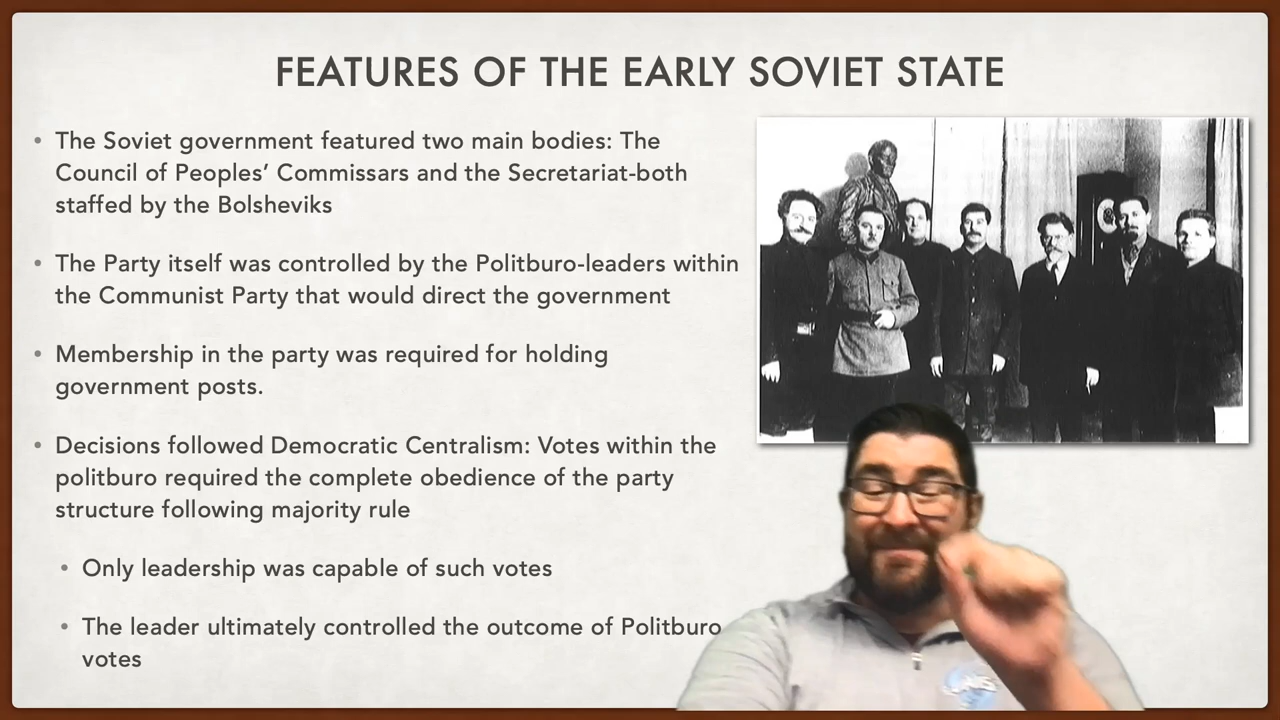 FEATURES OF THE EARLY SOVIET STATE
• The Soviet government featured two main bodies: The
Council of Peoples’ Commissars and the Secretariat-both
staffed by the Bolsheviks
• The Party itself was controlled by the Politburo-leaders within
the Communist Party that would direct the government
• Membership in the party was required for holding
government posts.
• Decisions followed Democratic Centralism: Votes within the
politburo required the complete obedience of the party
structure following majority rule
• Only leadership was capable of such votes
• The leader ultimately controlled the outcome of Politburo
votes